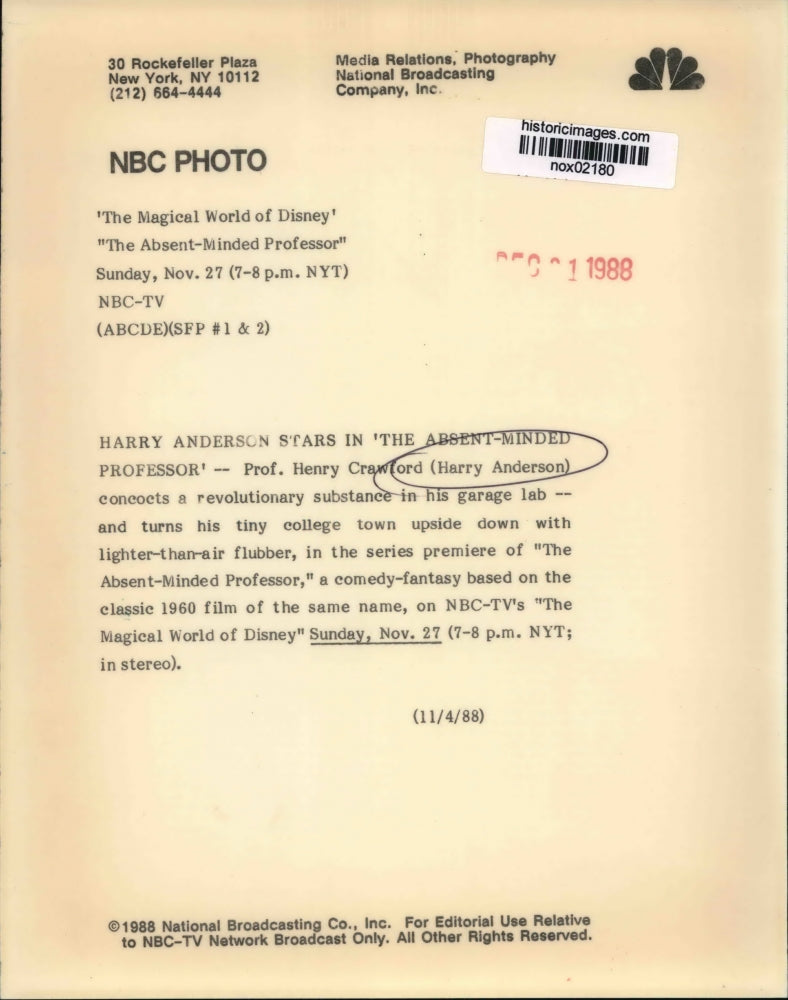 30 Rockefeller Plaza
New York, NY 10112
(212) 664-4444
Media Relations, Photography
National Broadcasting
Company, Inc.
historicimages.com
nox02180
NBC PHOTO
'The Magical World of Disney'
"The Absent-Minded Professor"
Sunday, Nov. 27 (7-8 p.m. NYT)
NBC-TV
(ABCDE)(SFP #1 & 2)
1 1988
HARRY ANDERSON STARS IN 'THE ABSENT-MINDED
PROFESSOR' -- Prof. Henry Crawford (Harry Anderson)
concocts a revolutionary substance in his garage lab --
and turns his tiny college town upside down with
lighter-than-air flubber, in the series premiere of "The
Absent-Minded Professor," a comedy-fantasy based on the
classic 1960 film of the same name, on NBC-TV's "The
Magical World of Disney" Sunday, Nov. 27 (7-8 p.m. NYT;
in stereo).
(11/4/88)
©1988 National Broadcasting Co., Inc. For Editorial Use Relative
to NBC-TV Network Broadcast Only. All Other Rights Reserved.